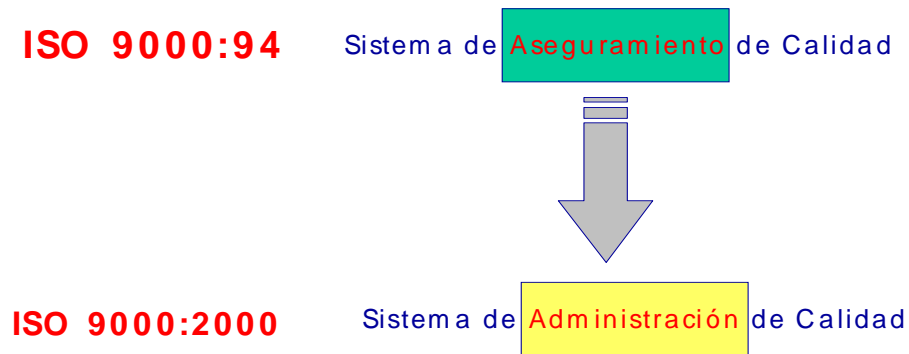 ISO 9000:94 Sistema de Aseguramiento de Calidad
ISO 9000:2000 Sistema de Administración de Calidad